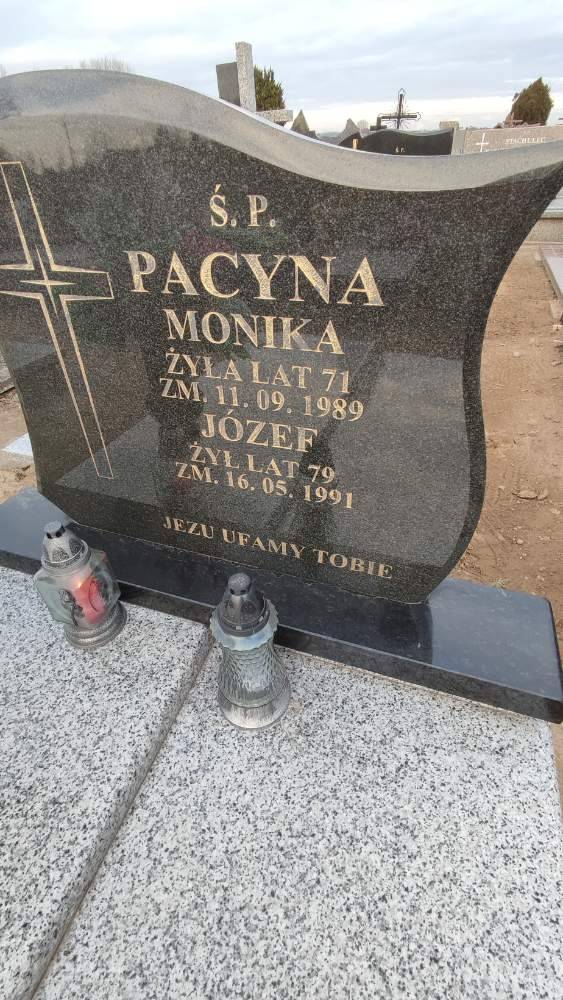 Ś. P.
PACYNA
MONIKA
ŻYŁA LAT 71
ZM. 11. 09. 1989
JÓZEF
ŻYŁ LAT 79
ZM. 16. 05. 1991
JEZU UFAMY TOBIE